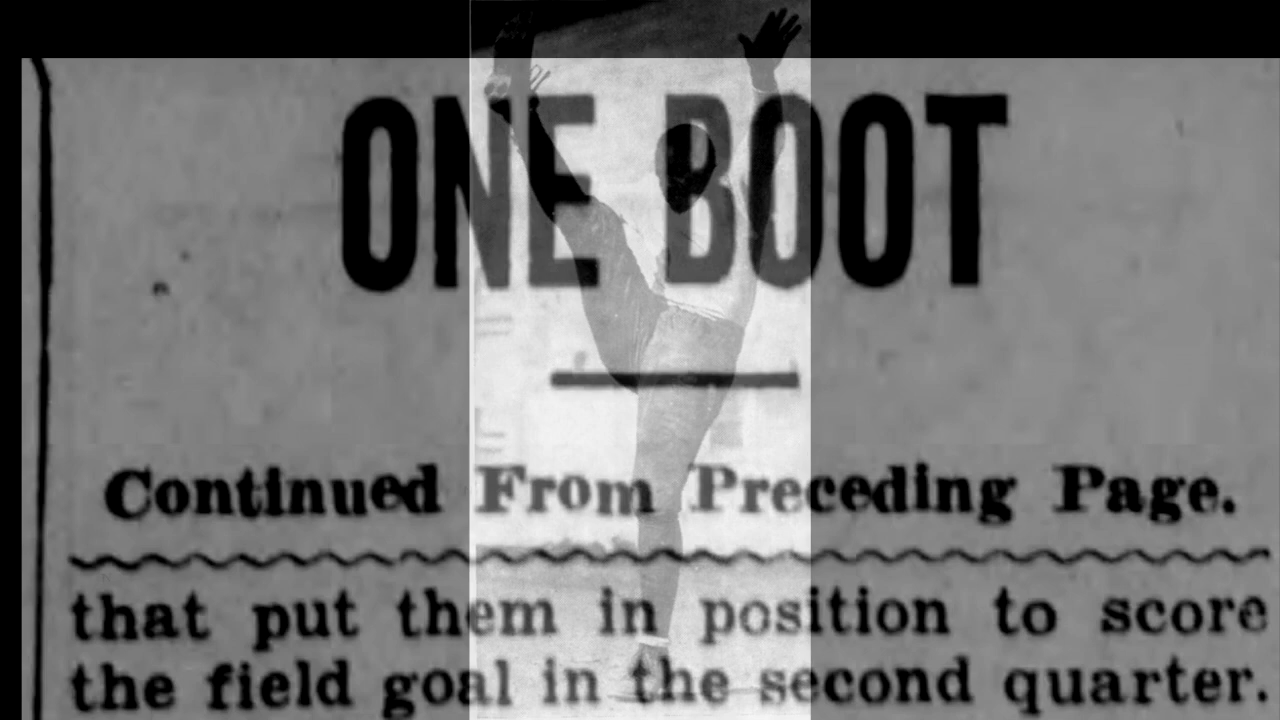 ONE BOOT
Continued From Preceding Page.
that put them in position to score
the field goal in the second quarter.